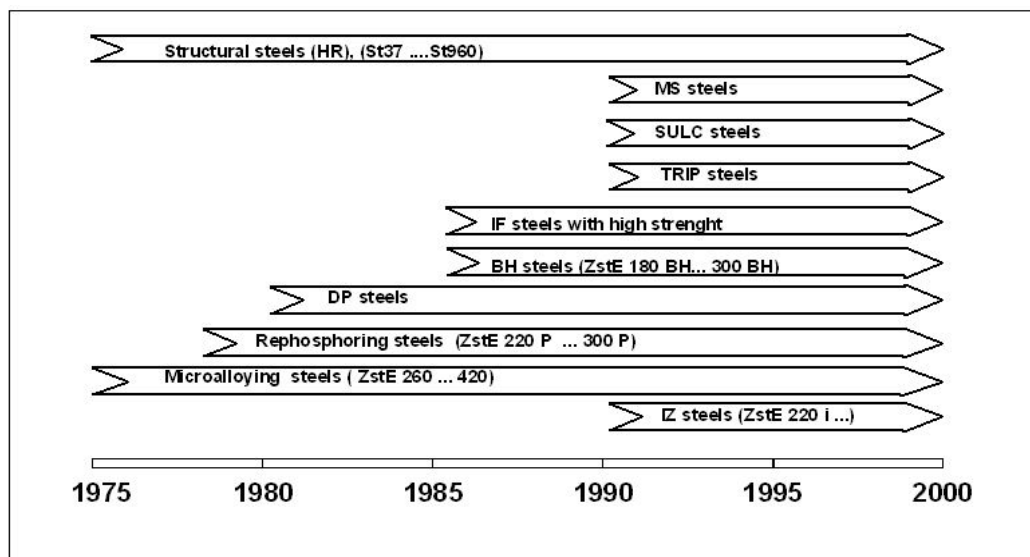 Structural steels (HR), (St37 ....St960)
MS steels
SULC steels
TRIP steels
IF steels with high strenght
BH steels (ZstE 180 BH... 300 BH)
DP steels
Rephosphoring steels (ZstE 220 P ... 300 P)
Microalloying steels ( ZstE 260 ... 420)
IZ steels (ZstE 220 i ...)
1975 1980 1985 1990 1995 2000